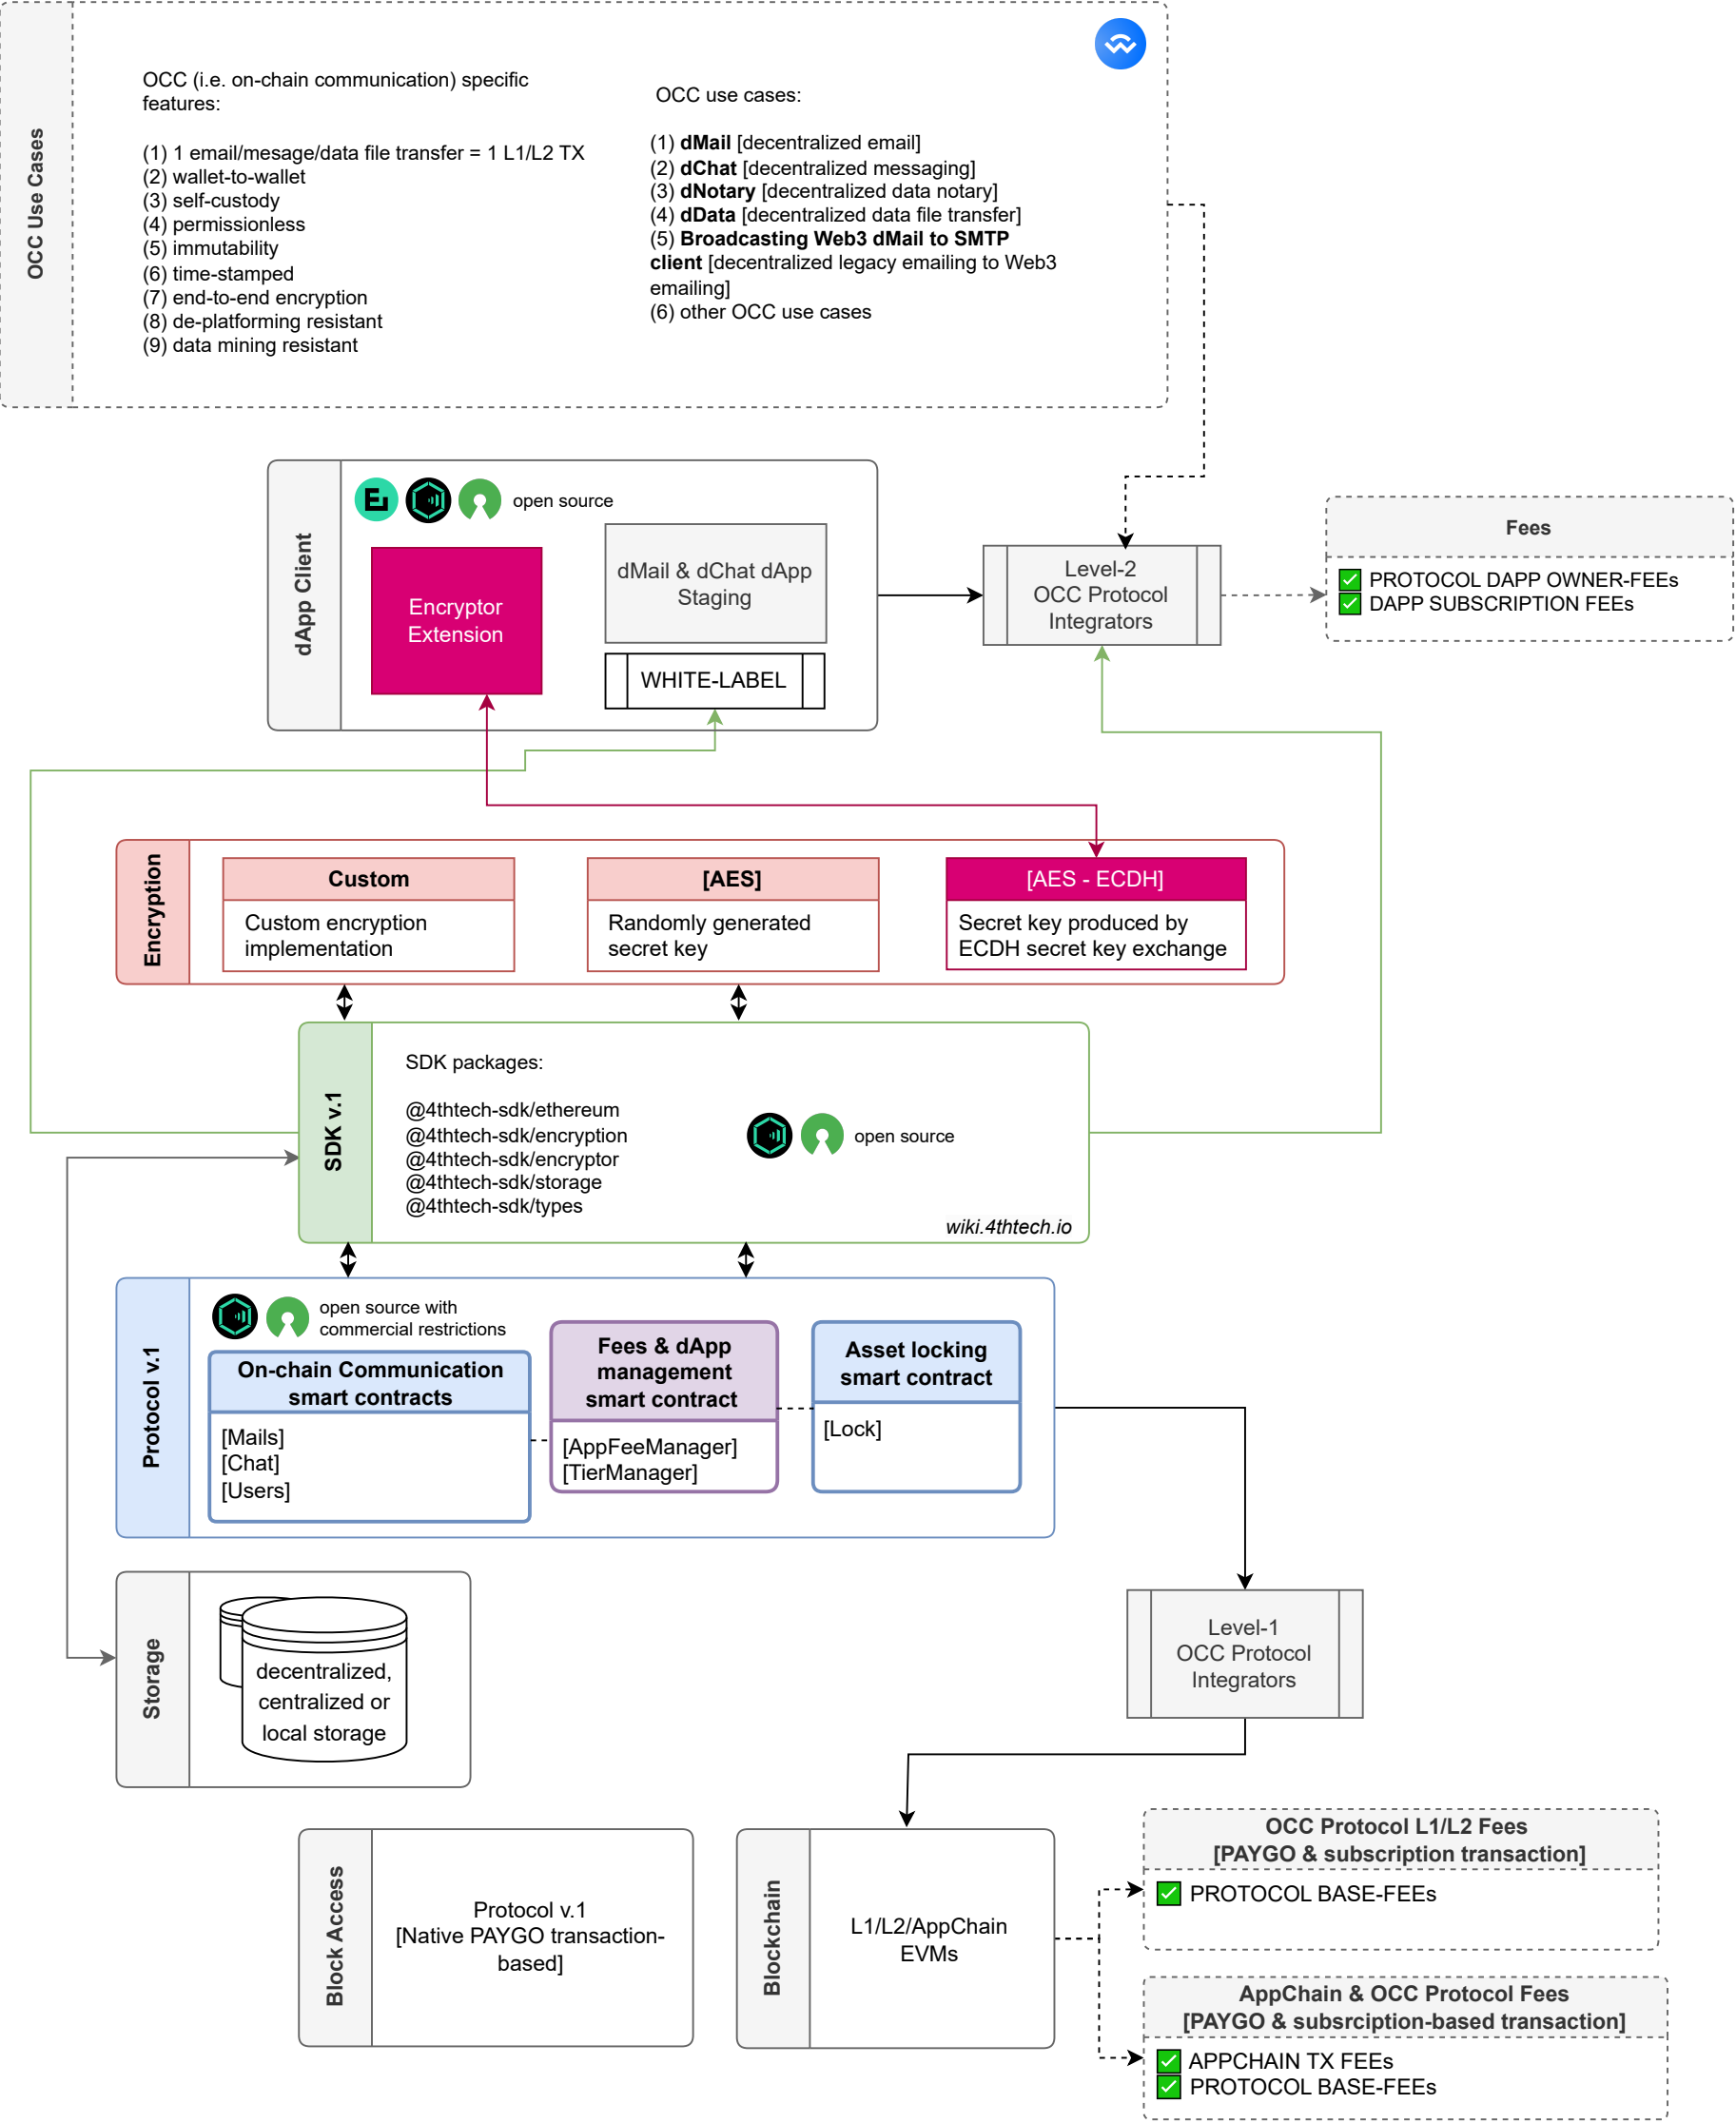 OCC Use Cases
OCC (i.e. on-chain communication) specific
features:
(1) 1 email/mesage/data file transfer = 1 L1/L2 TX
(2) wallet-to-wallet
(3) self-custody
(4) permissionless
(5) immutability
(6) time-stamped
(7) end-to-end encryption
(8) de-platforming resistant
(9) data mining resistant
OCC use cases:
(1) dMail [decentralized email]
(2) dChat [decentralized messaging]
(3) dNotary [decentralized data notary]
(4) dData [decentralized data file transfer]
(5) Broadcasting Web3 dMail to SMTP
client [decentralized legacy emailing to Web3
emailing]
(6) other OCC use cases
dApp Client
open source
Encryptor
Extension
dMail & dChat dApp
Staging
WHITE-LABEL
Level-2
OCC Protocol
Integrators
Fees
PROTOCOL DAPP OWNER-FEEs
DAPP SUBSCRIPTION FEEs
Encryption
Custom
Custom encryption
implementation
[AES]
Randomly generated
secret key
[AES - ECDH]
Secret key produced by
ECDH secret key exchange
SDK v.1
SDK packages:
@4thtech-sdk/ethereum
@4thtech-sdk/encryption
@4thtech-sdk/encryptor
@4thtech-sdk/storage
@4thtech-sdk/types
open source
wiki.4thtech.io
Protocol v.1
open source with
commercial restrictions
On-chain Communication
smart contracts
[Mails]
[Chat]
[Users]
Fees & dApp
management
smart contract
[AppFeeManager]
[TierManager]
Asset locking
smart contract
[Lock]
Storage
decentralized,
centralized or
local storage
Level-1
OCC Protocol
Integrators
Block Access
Protocol v.1
[Native PAYGO transaction-
based]
Blockchain
L1/L2/AppChain
EVMs
OCC Protocol L1/L2 Fees
[PAYGO & subscription transaction]
PROTOCOL BASE-FEEs
AppChain & OCC Protocol Fees
[PAYGO & subsrciption-based transaction]
APPCHAIN TX FEEs
PROTOCOL BASE-FEEs